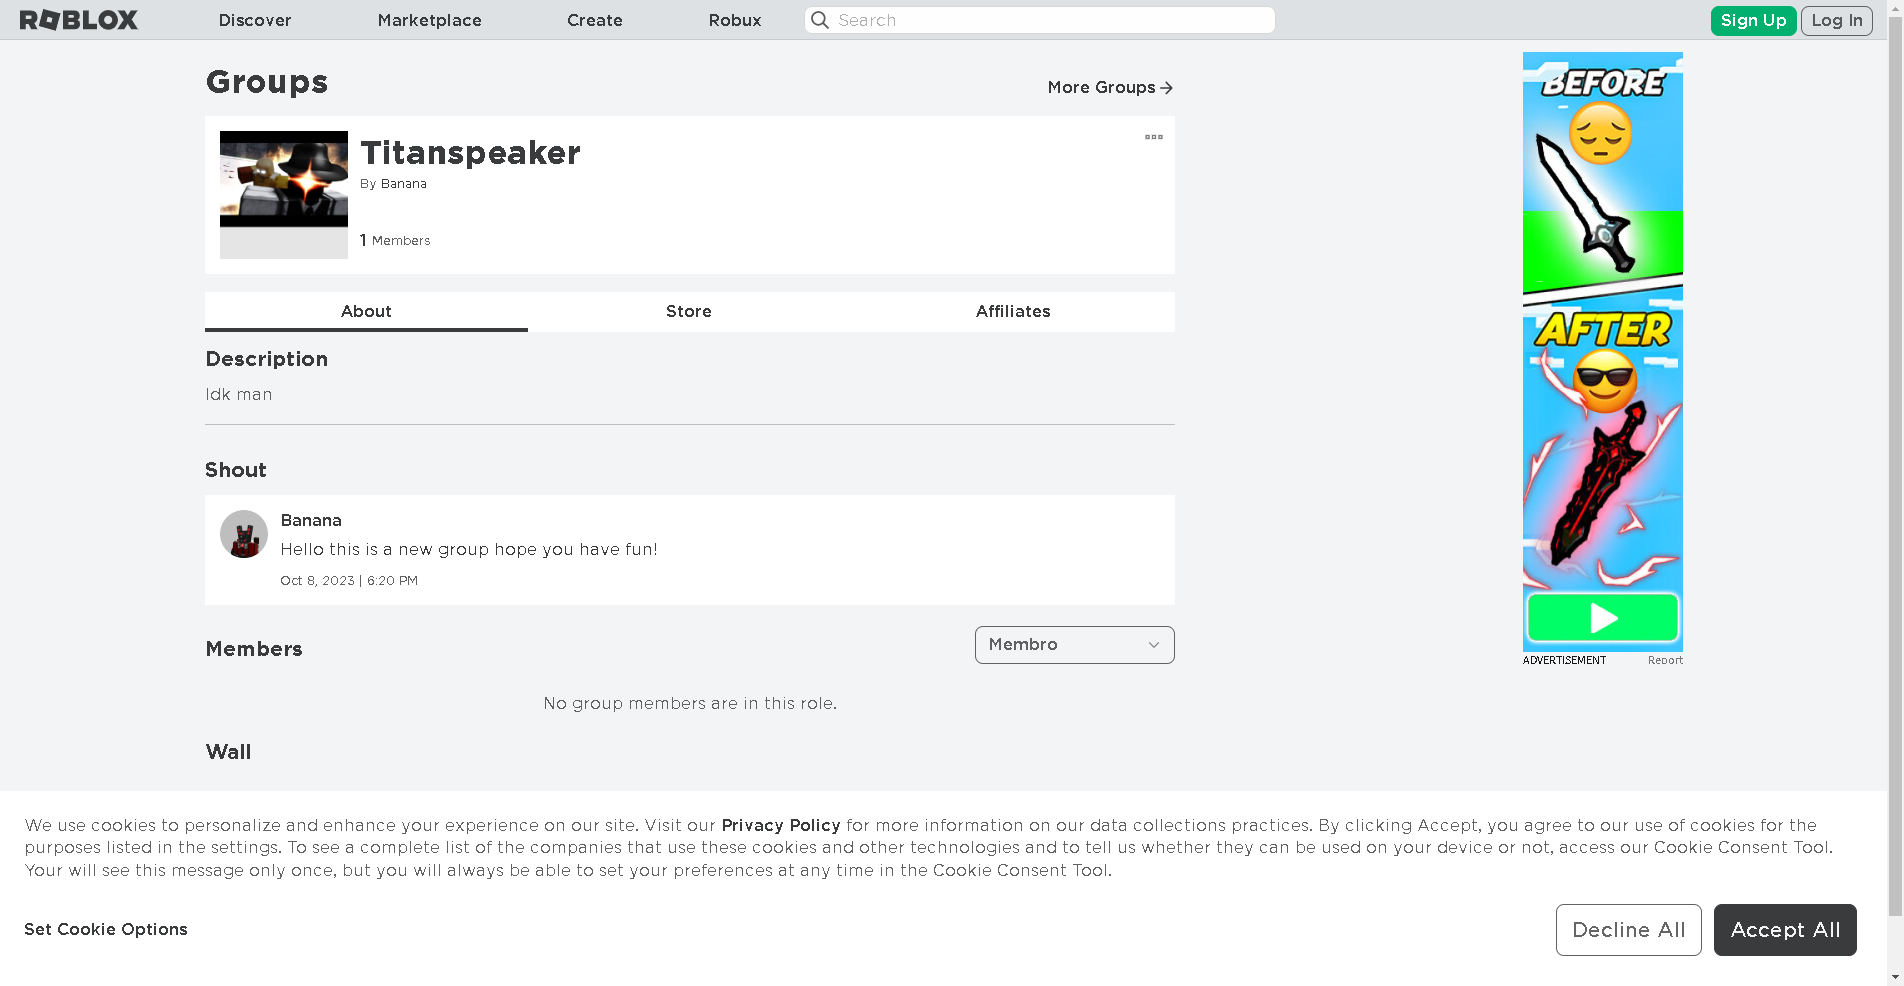 ROBLOX
Discover
Marketplace
Create
Robux
Search
Sign Up
Log In
Groups
More Groups
Titanspeaker
By Banana
1 Members
About
Store
Affiliates
Description
Idk man
Shout
Banana
Hello this is a new group hope you have fun!
Oct 8, 2023 | 6:20 PM
Members
Membro
No group members are in this role.
Wall
BEFORE
AFTER
ADVERTISEMENT
Report
We use cookies to personalize and enhance your experience on our site. Visit our Privacy Policy for more information on our data collections practices. By clicking Accept, you agree to our use of cookies for the
purposes listed in the settings. To see a complete list of the companies that use these cookies and other technologies and to tell us whether they can be used on your device or not, access our Cookie Consent Tool.
Your will see this message only once, but you will always be able to set your preferences at any time in the Cookie Consent Tool.
Set Cookie Options
Decline All
Accept All